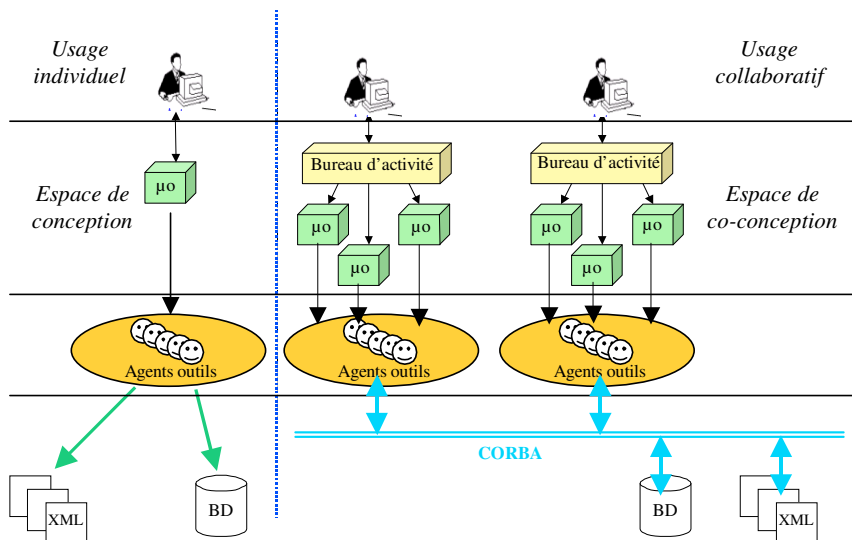 Usage
individuel
Usage
collaboratif
Bureau d'activité
Bureau d'activité
Espace de
conception
µo
µo
µo
µo
µo
µo
µo
Espace de
co-conception
Agents outils
Agents outils
Agents outils
CORBA
XML
BD
BD
XML